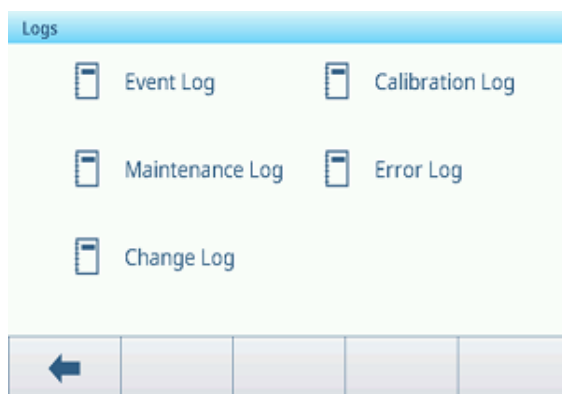 Logs
Event Log
Calibration Log
Maintenance Log
Error Log
Change Log